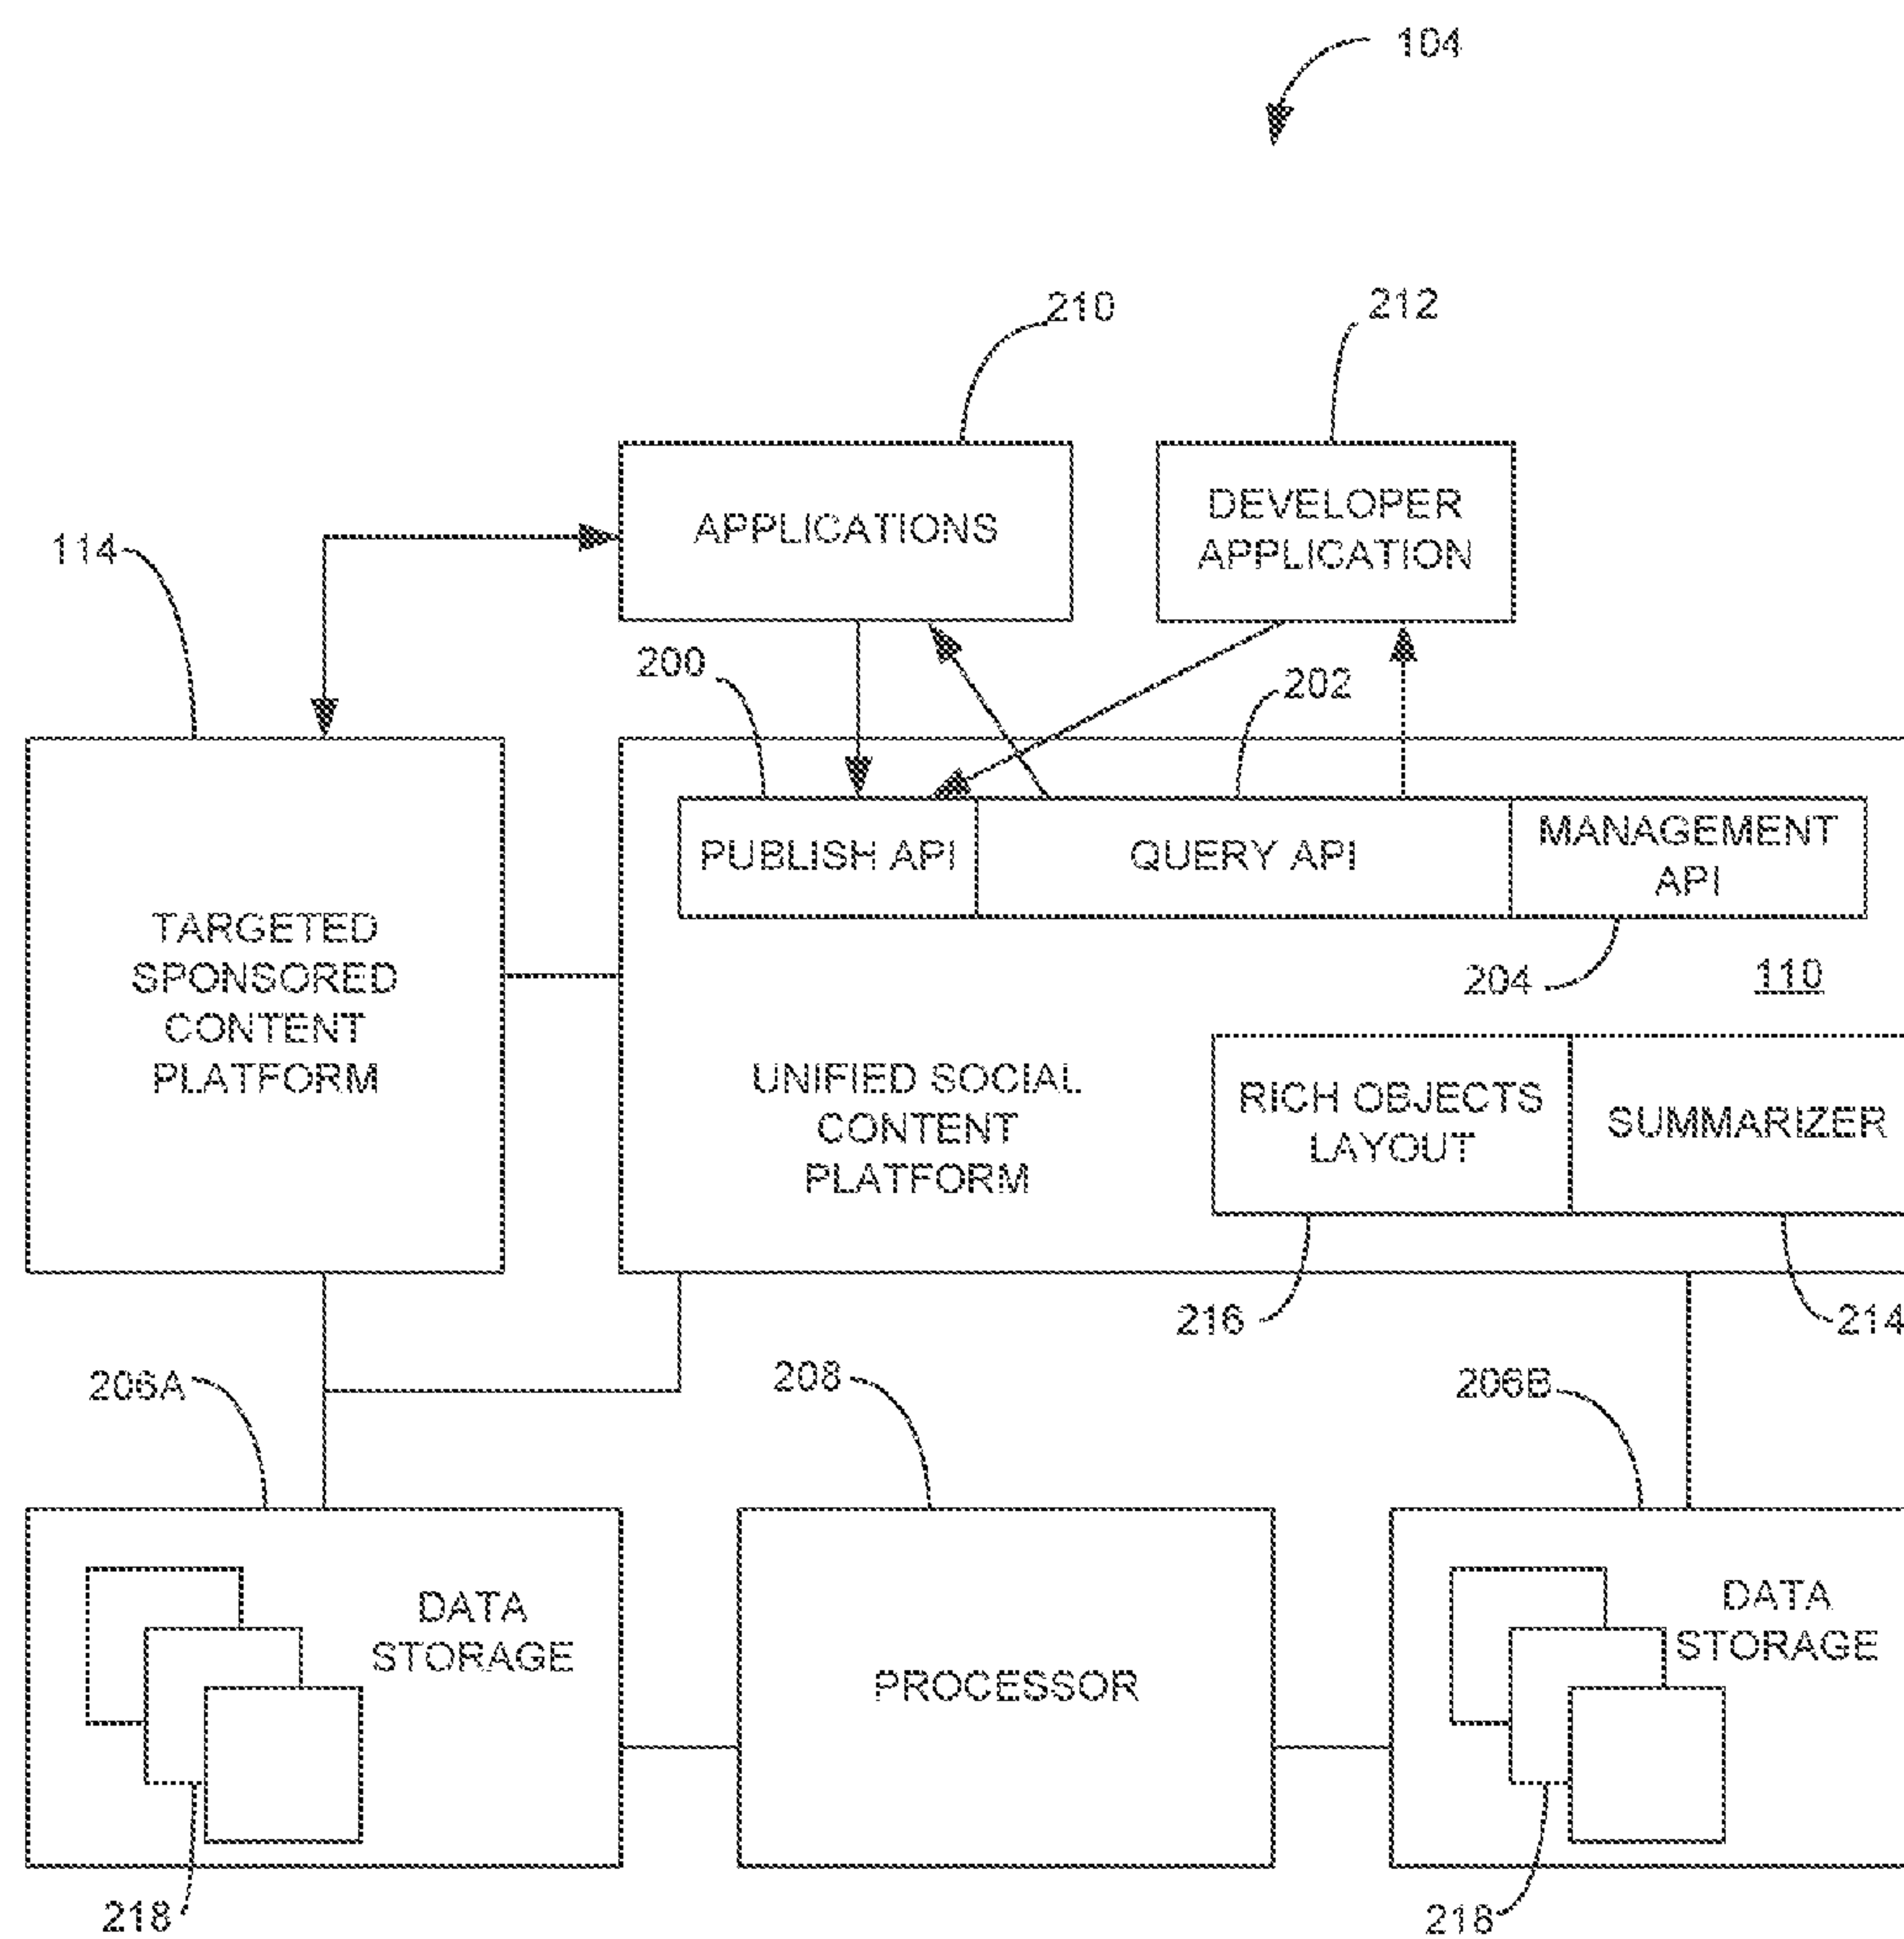 104
210
212
APPLICATIONS
DEVELOPER
APPLICATION
114
200
202
PUBLISH API
QUERY API
MANAGEMENT
API
TARGETED
SPONSORED
CONTENT
PLATFORM
204
110
UNIFIED SOCIAL
CONTENT
PLATFORM
RICH OBJECTS
LAYOUT
SUMMARIZER
216
214
206A
208
206B
DATA
STORAGE
PROCESSOR
DATA
STORAGE
218
218